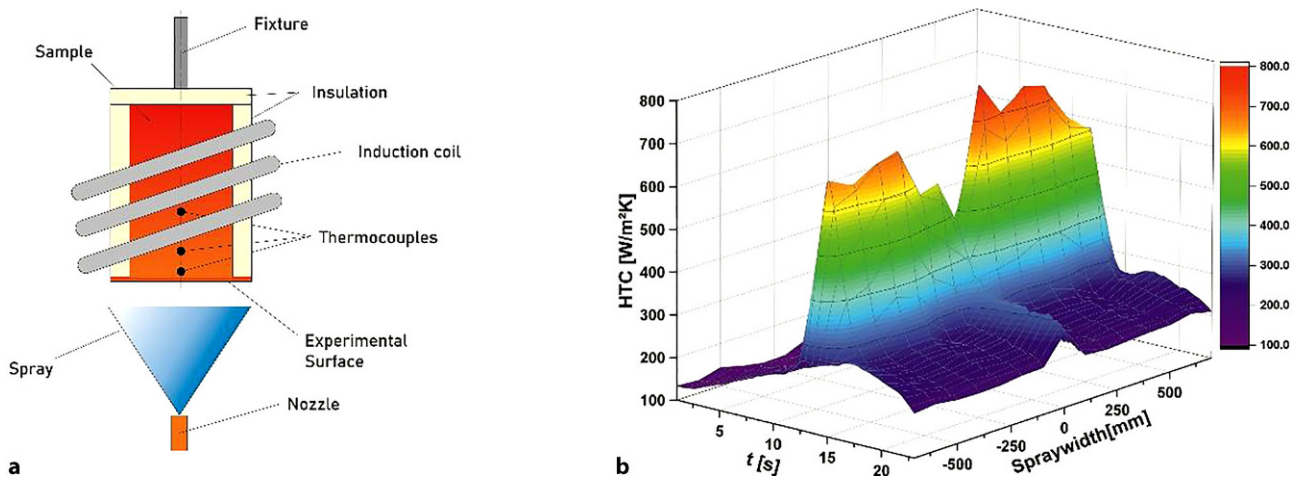 Fixture
Sample
Insulation
Induction coil
Thermocouples
Experimental
Surface
Spray
Nozzle
a
800
700
600
500
400
300
200
100
HTC [W/m²K]
5
10
15
20
t [s]
-500
-250
0
250
500
Spraywidth[mm]
800.0
700.0
600.0
500.0
400.0
300.0
200.0
100.0
b